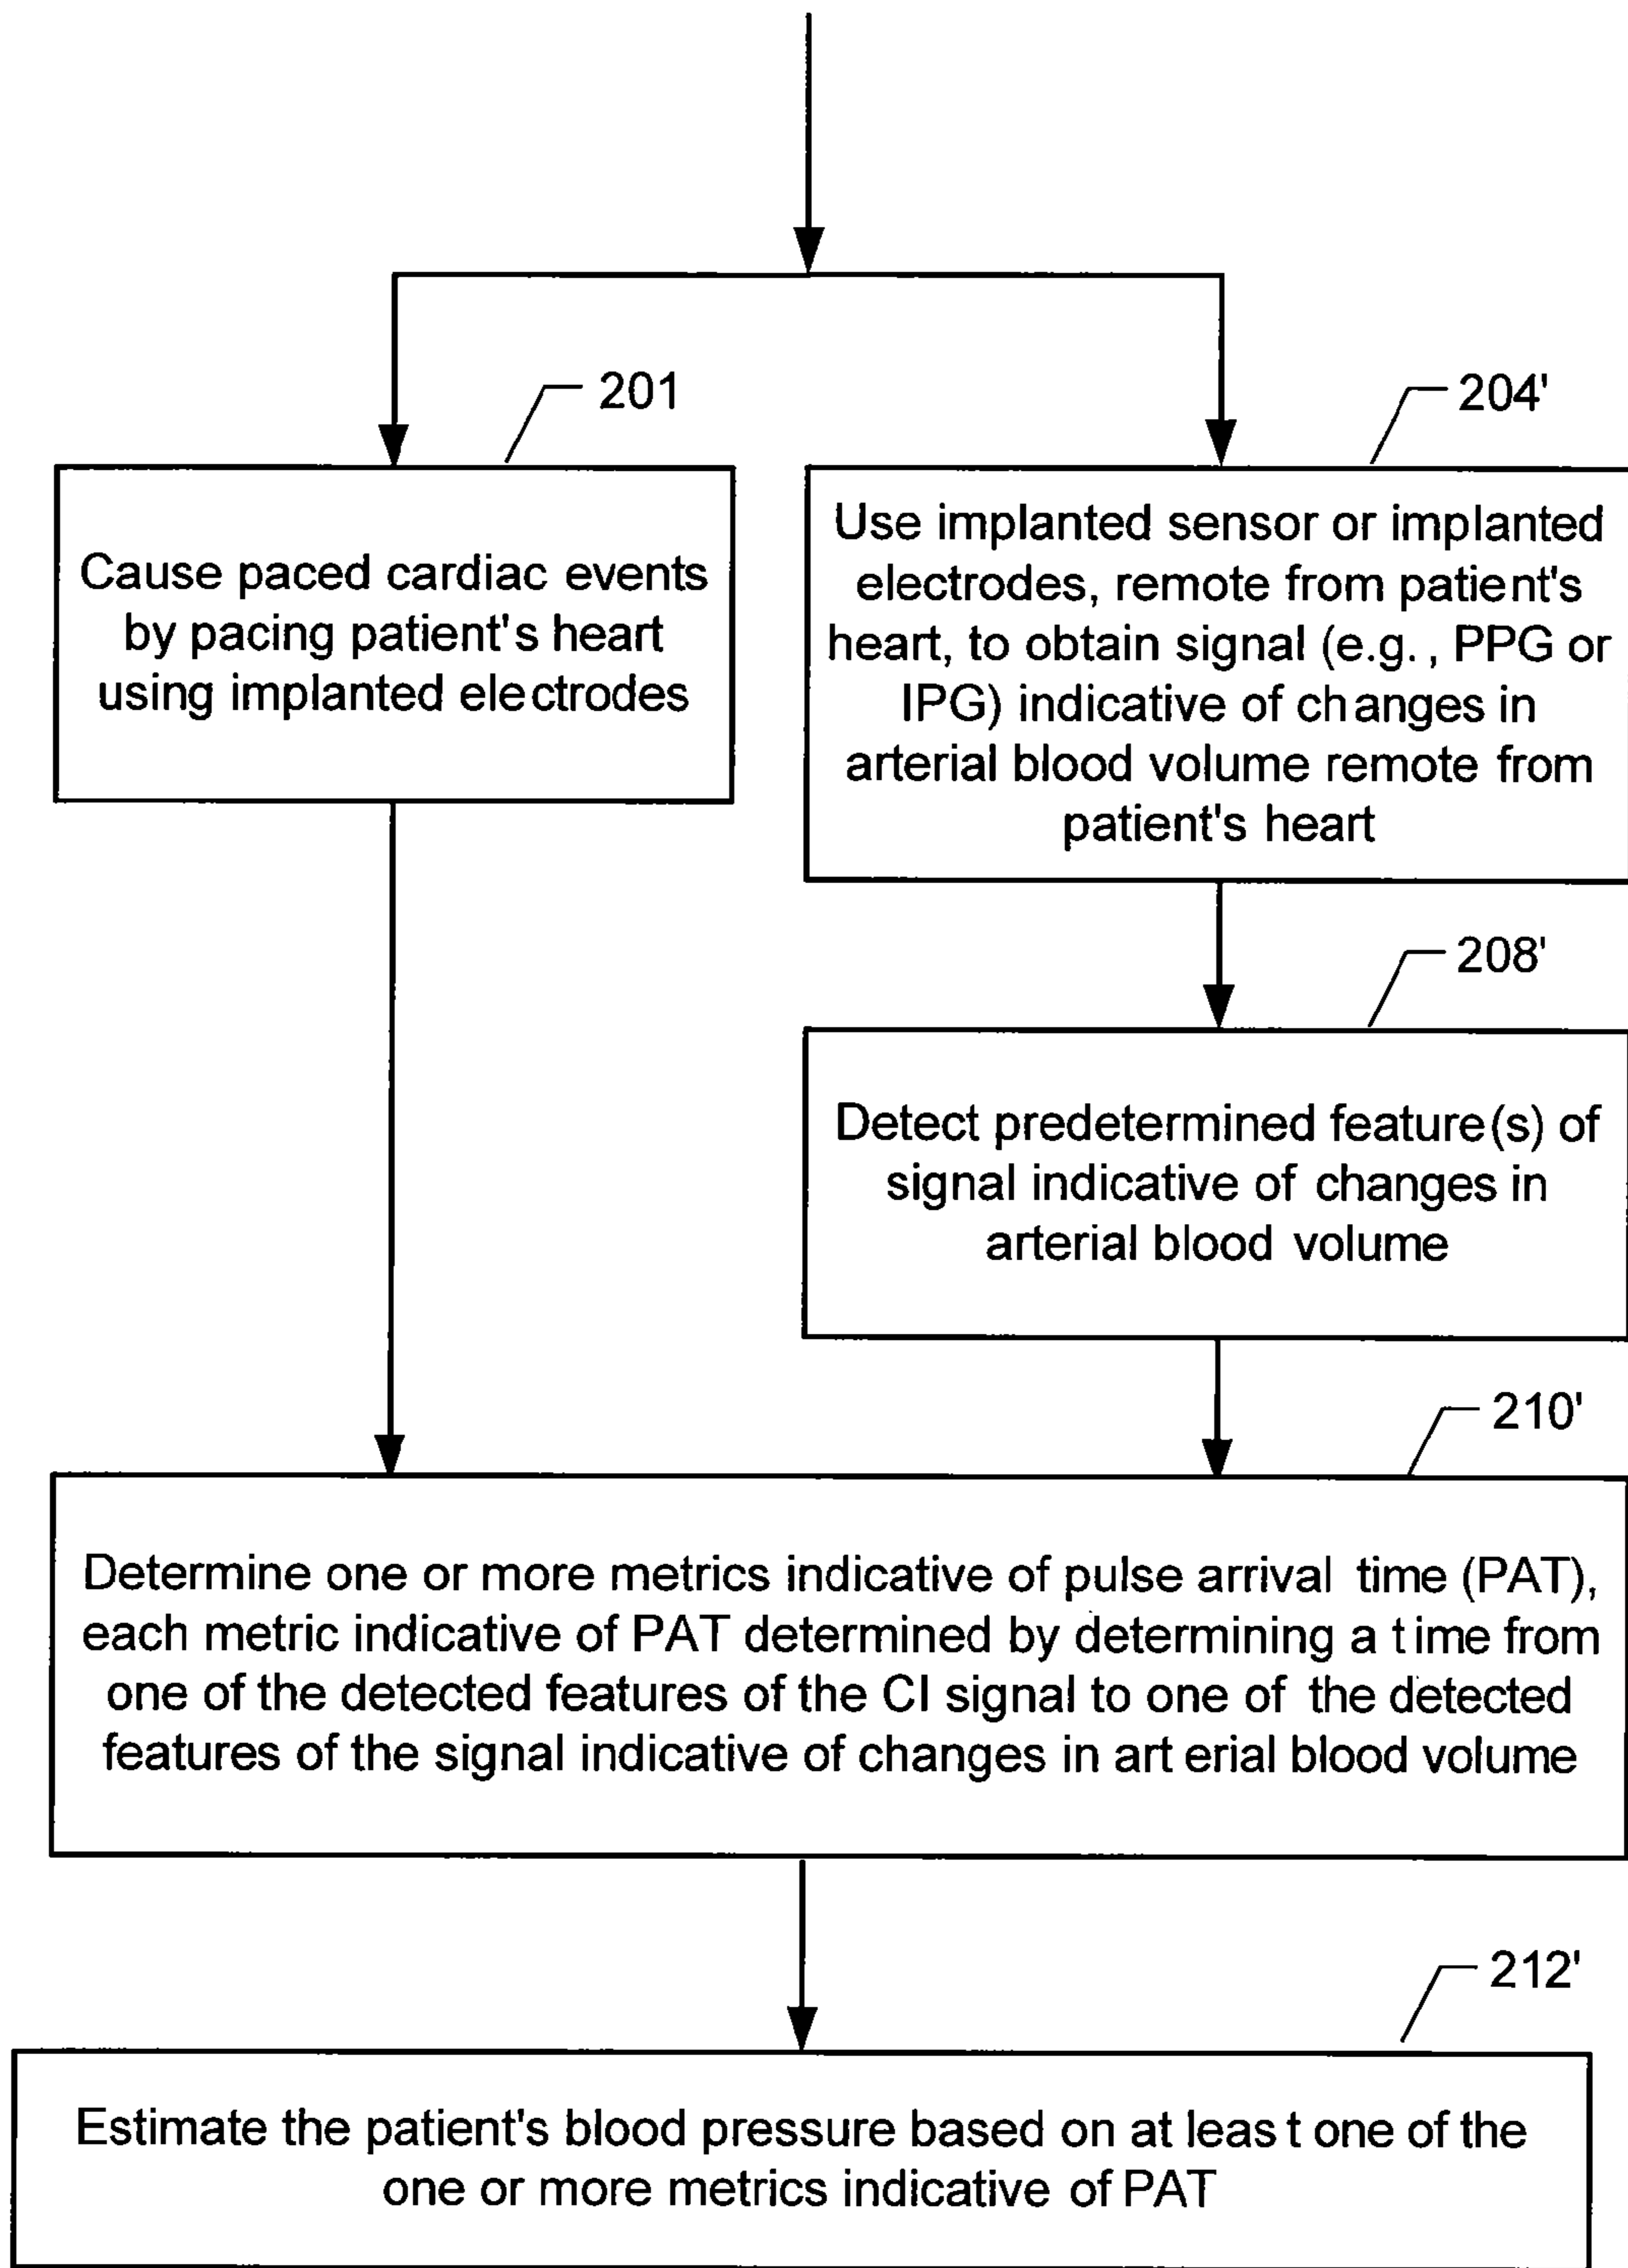 201
Cause paced cardiac events
by pacing patient's heart
using implanted electrodes
204'
Use implanted sensor or implanted
electrodes, remote from patient's
heart, to obtain signal (e.g., PPG or
IPG) indicative of changes in
arterial blood volume remote from
patient's heart
208'
Detect predetermined feature(s) of
signal indicative of changes in
arterial blood volume
210'
Determine one or more metrics indicative of pulse arrival time (PAT),
each metric indicative of PAT determined by determining a time from
one of the detected features of the CI signal to one of the detected
features of the signal indicative of changes in arterial blood volume
212'
Estimate the patient's blood pressure based on at least one of the
one or more metrics indicative of PAT